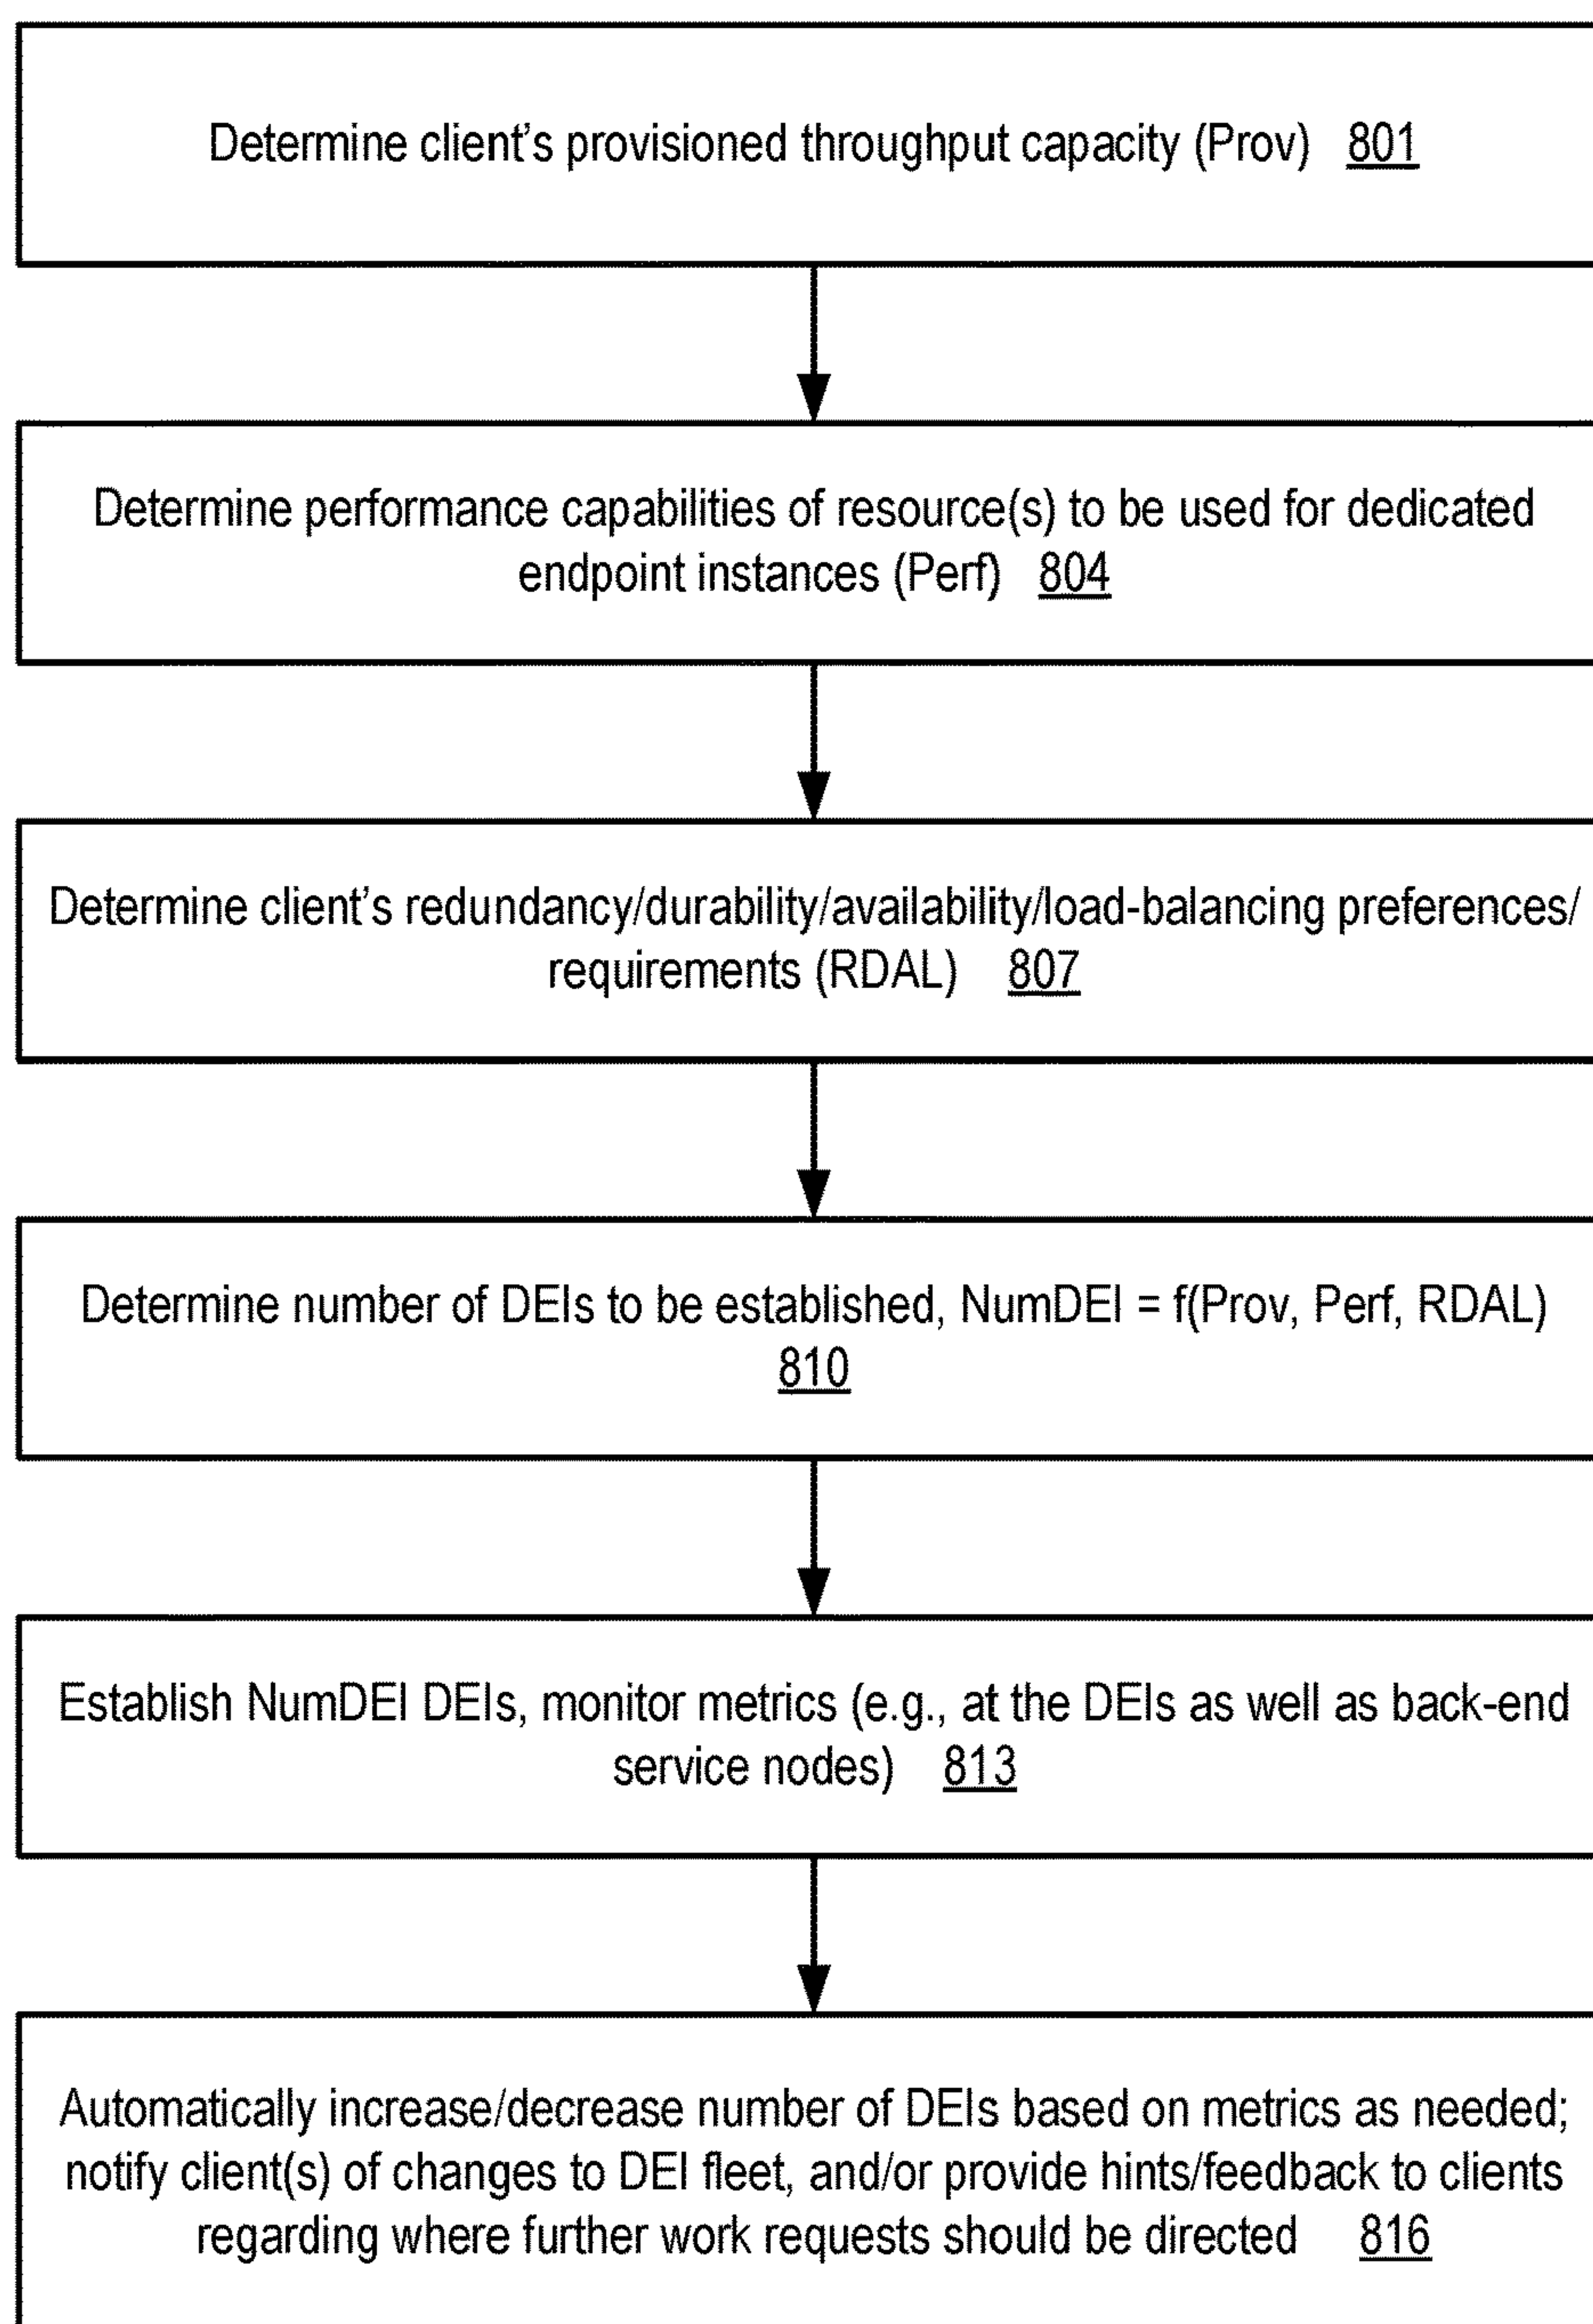 Determine client's provisioned throughput capacity (Prov) 801
Determine performance capabilities of resource(s) to be used for dedicated
endpoint instances (Perf) 804
Determine client's redundancy/durability/availability/load-balancing preferences/
requirements (RDAL) 807
Determine number of DEIs to be established, NumDEI = f(Prov, Perf, RDAL)
810
Establish NumDEI DEIs, monitor metrics (e.g., at the DEIs as well as back-end
service nodes) 813
Automatically increase/decrease number of DEIs based on metrics as needed;
notify client(s) of changes to DEI fleet, and/or provide hints/feedback to clients
regarding where further work requests should be directed 816